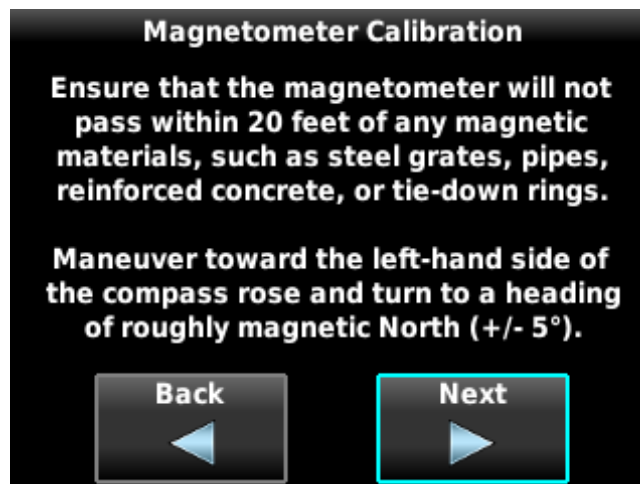 Magnetometer Calibration
Ensure that the magnetometer will not
pass within 20 feet of any magnetic
materials, such as steel grates, pipes,
reinforced concrete, or tie-down rings.
Maneuver toward the left-hand side of
the compass rose and turn to a heading
of roughly magnetic North (+/- 5°).
Back
Next